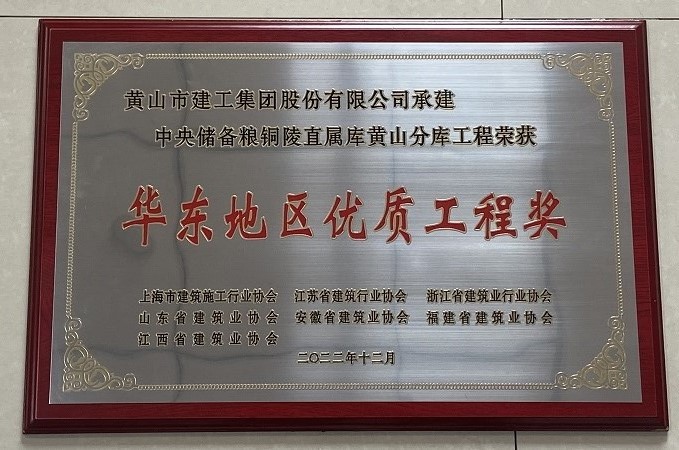 黄山市建工集团股份有限公司承建
中央储备粮铜陵直属库黄山分库工程荣获
华东地区优质工程奖
上海市建筑施工行业协会 江苏省建筑行业协会 浙江省建筑业行业协会
山东省建筑业协会 安徽省建筑业协会 福建省建筑业协会
江西省建筑业协会
二〇二二年十二月